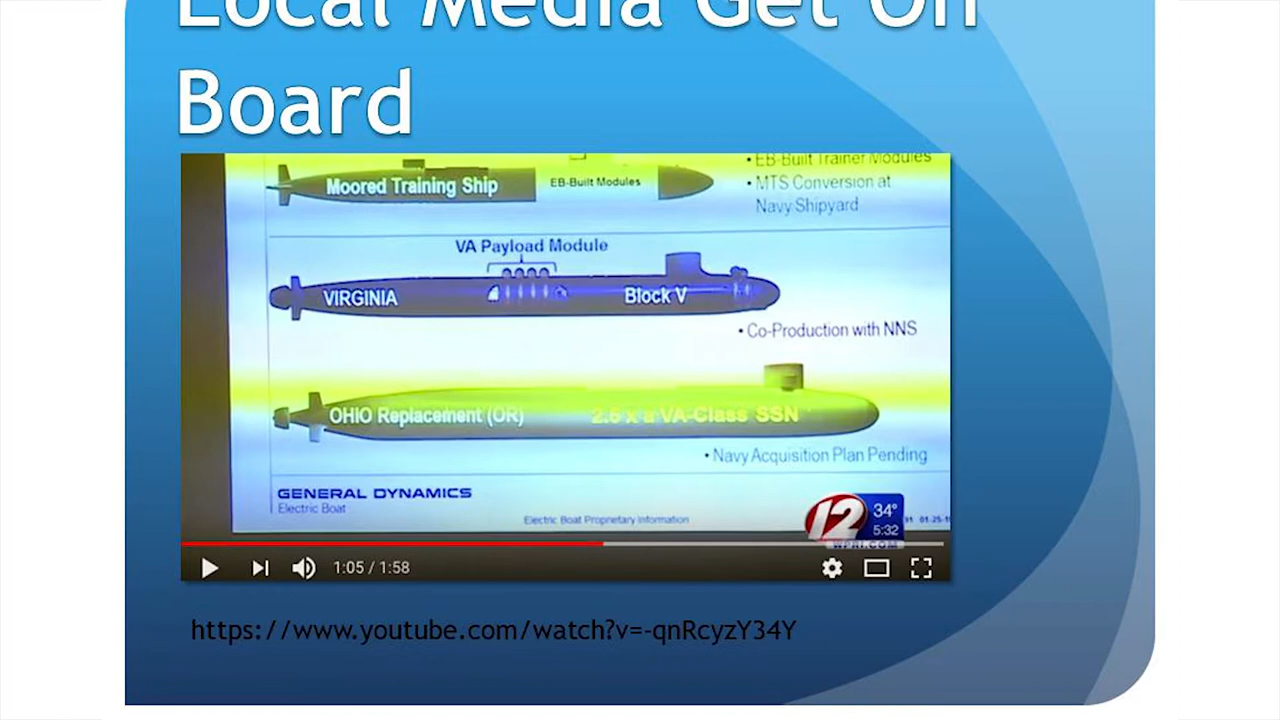 Local Media Get On
Board
Moored Training Ship
EB-Built Modules
• EB-Built Trainer Modules
• MTS Conversion at
Navy Shipyard
VA Payload Module
VIRGINIA
Block V
• Co-Production with NNS
OHIO Replacement (OR)
2.5 x a VA-Class SSN
• Navy Acquisition Plan Pending
GENERAL DYNAMICS
Electric Boat
Electric Boat Proprietary Information
12
34°
5:32
WPRI.COM
1:05 / 1:58
https://www.youtube.com/watch?v=-qnRcyzY34Y